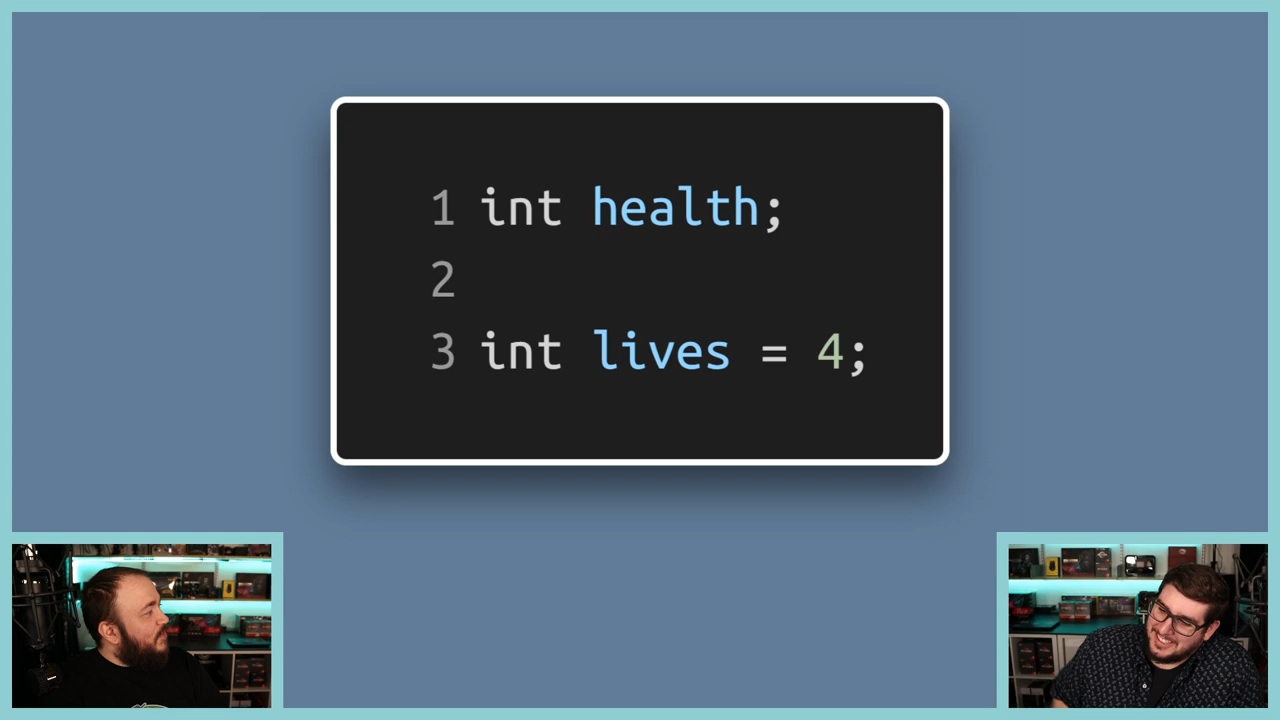 1 int health;
2
3 int lives = 4;